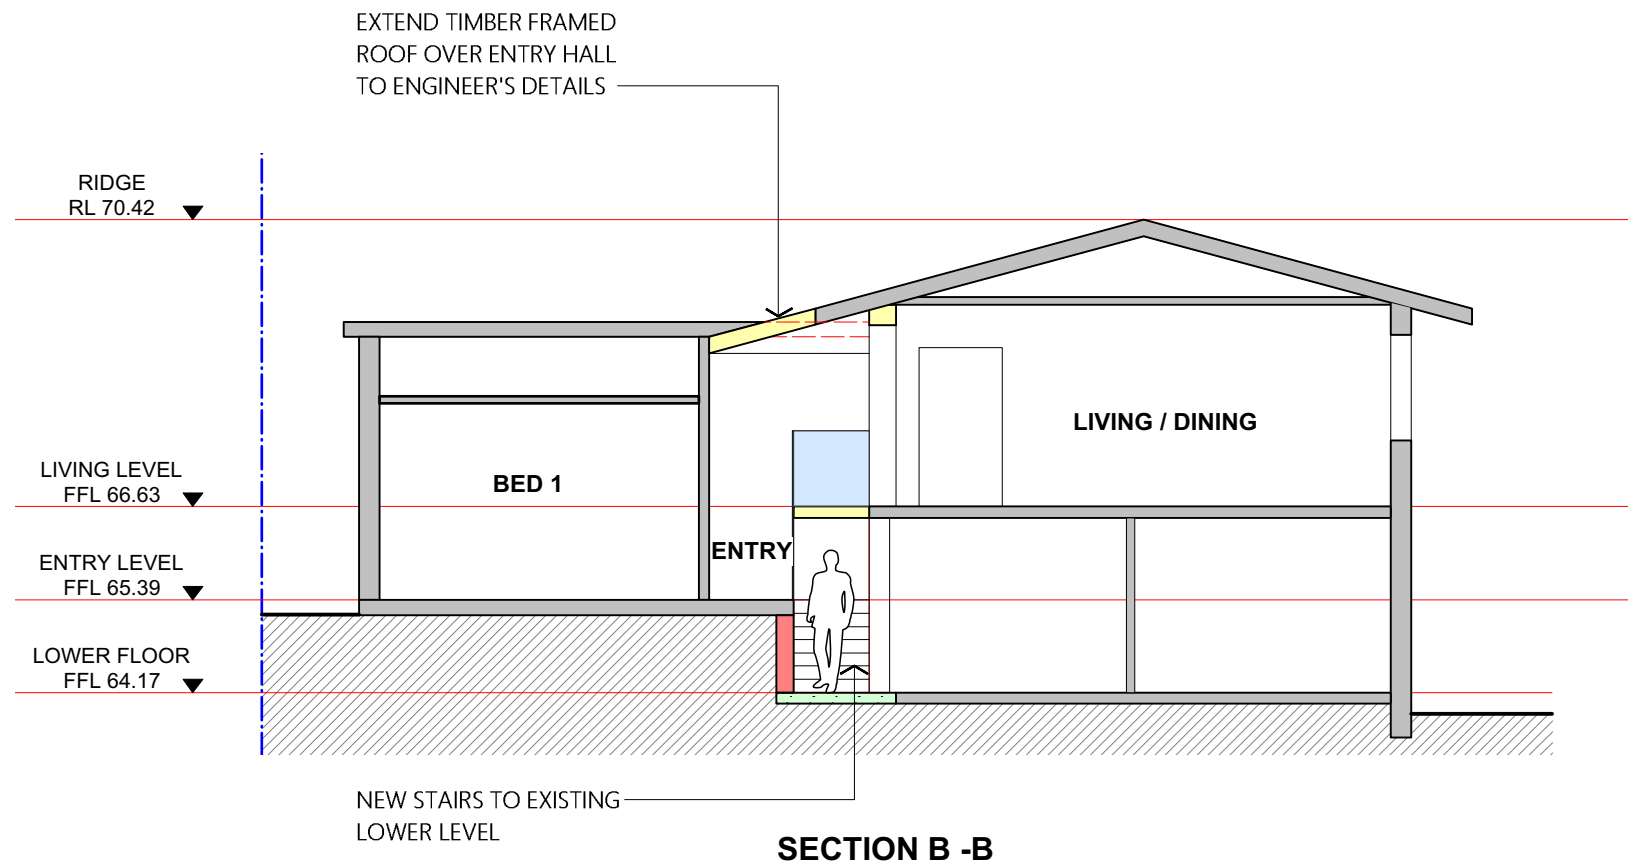 EXTEND TIMBER FRAMED
ROOF OVER ENTRY HALL
TO ENGINEER'S DETAILS
RIDGE
RL 70.42
LIVING / DINING
LIVING LEVEL
FFL 66.63
BED 1
ENTRY
ENTRY LEVEL
FFL 65.39
LOWER FLOOR
FFL 64.17
NEW STAIRS TO EXISTING
LOWER LEVEL
SECTION B -B